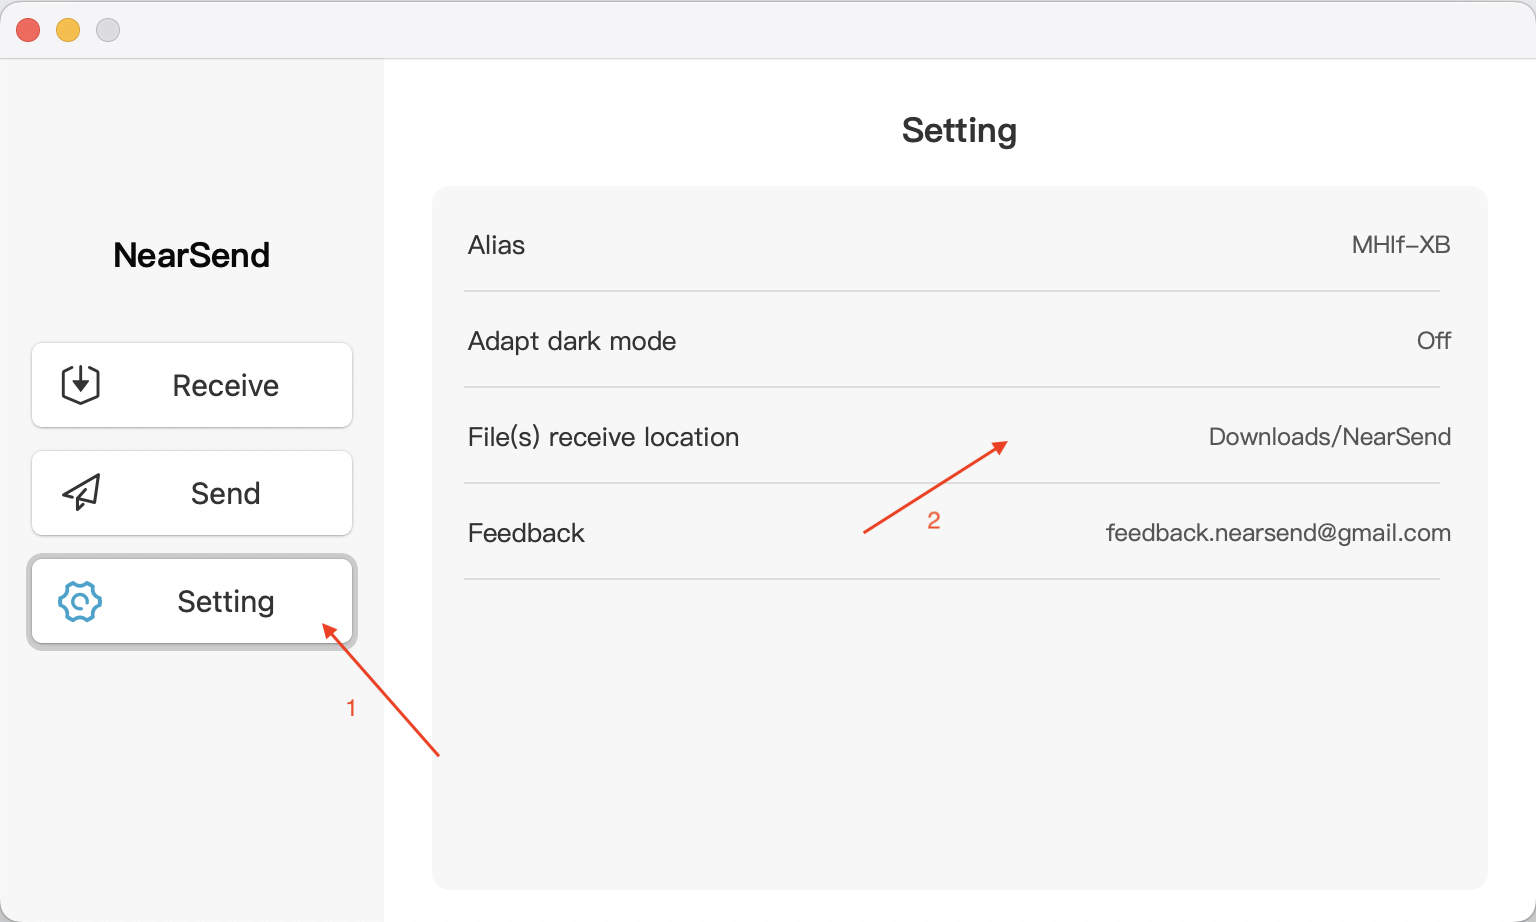 Setting
NearSend
Receive
Send
Setting
1
Alias MHIf-XB
Adapt dark mode Off
File(s) receive location Downloads/NearSend
2
Feedback feedback.nearsend@gmail.com